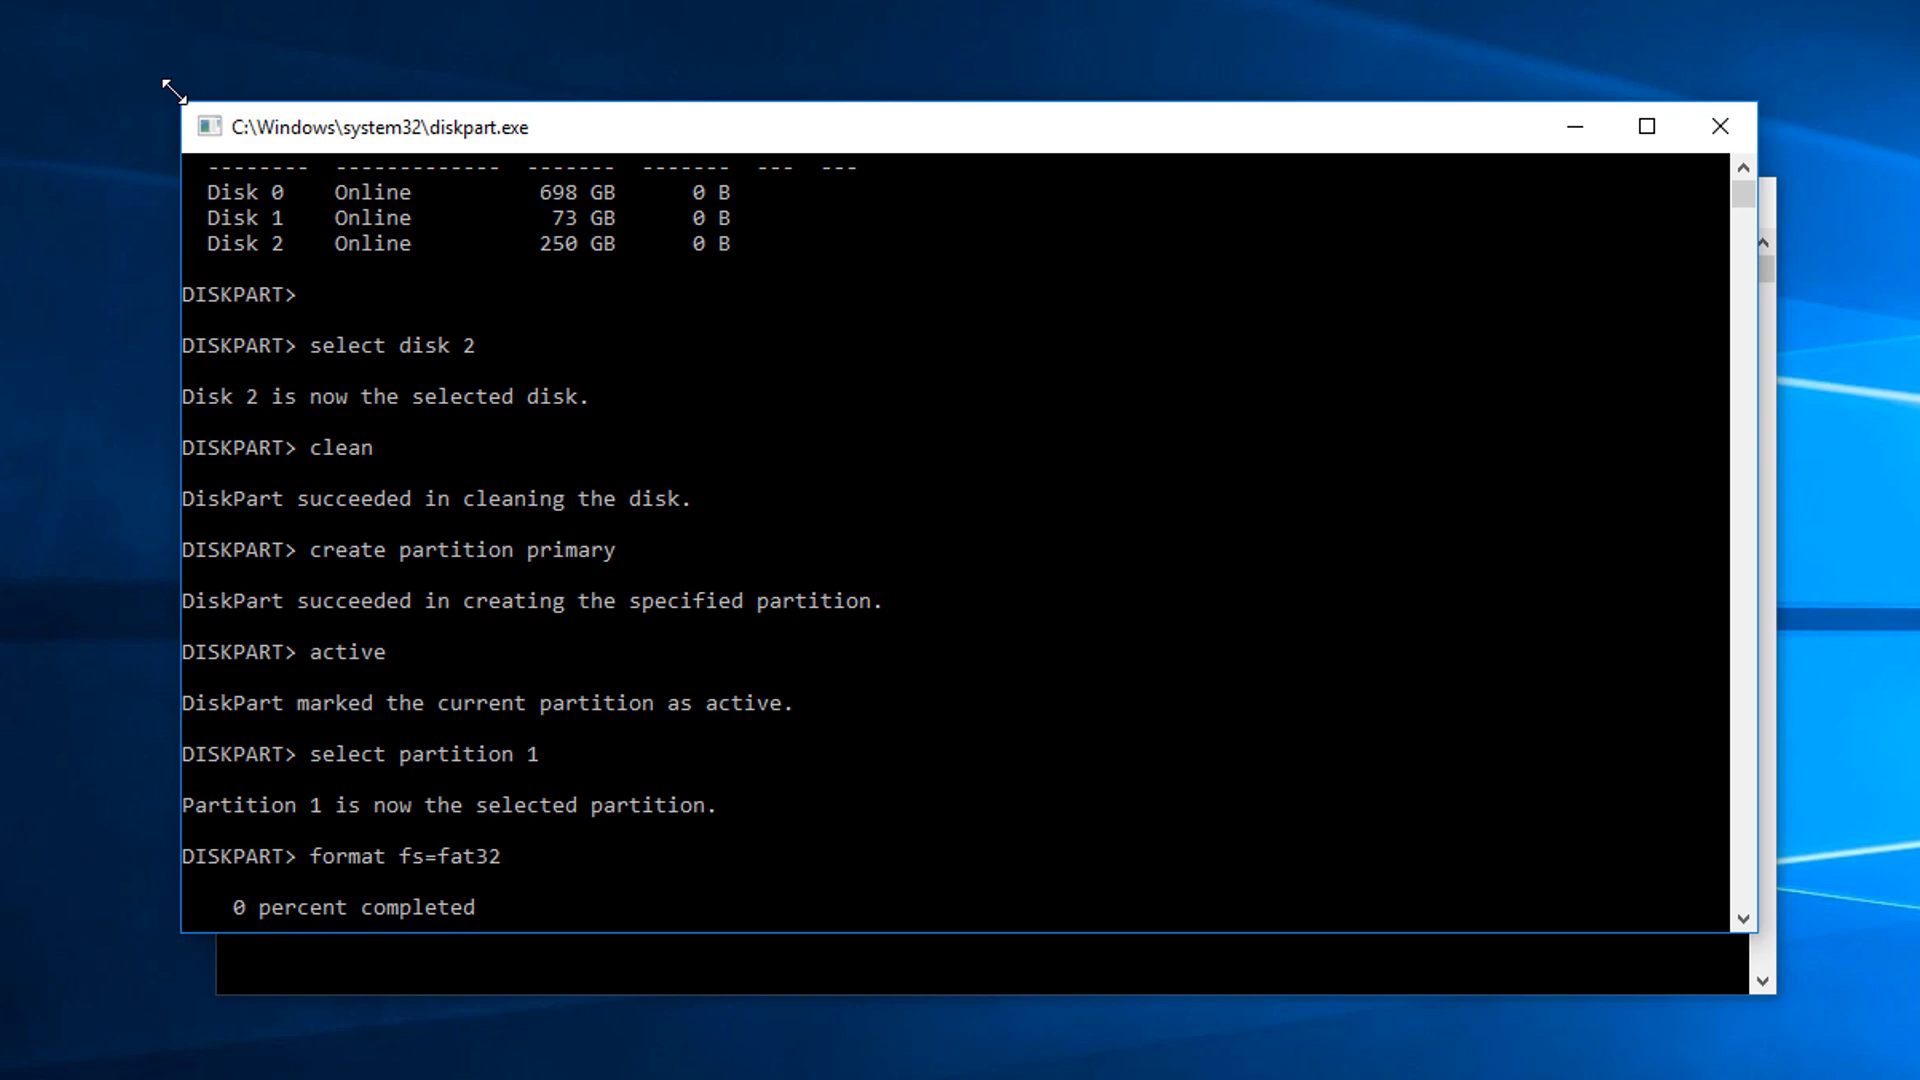 C:\Windows\system32\diskpart.exe
--------  -------------  -------  -------  ---  ---
Disk 0    Online          698 GB      0 B
Disk 1    Online           73 GB      0 B
Disk 2    Online          250 GB      0 B
DISKPART>
DISKPART> select disk 2
Disk 2 is now the selected disk.
DISKPART> clean
DiskPart succeeded in cleaning the disk.
DISKPART> create partition primary
DiskPart succeeded in creating the specified partition.
DISKPART> active
DiskPart marked the current partition as active.
DISKPART> select partition 1
Partition 1 is now the selected partition.
DISKPART> format fs=fat32
0 percent completed